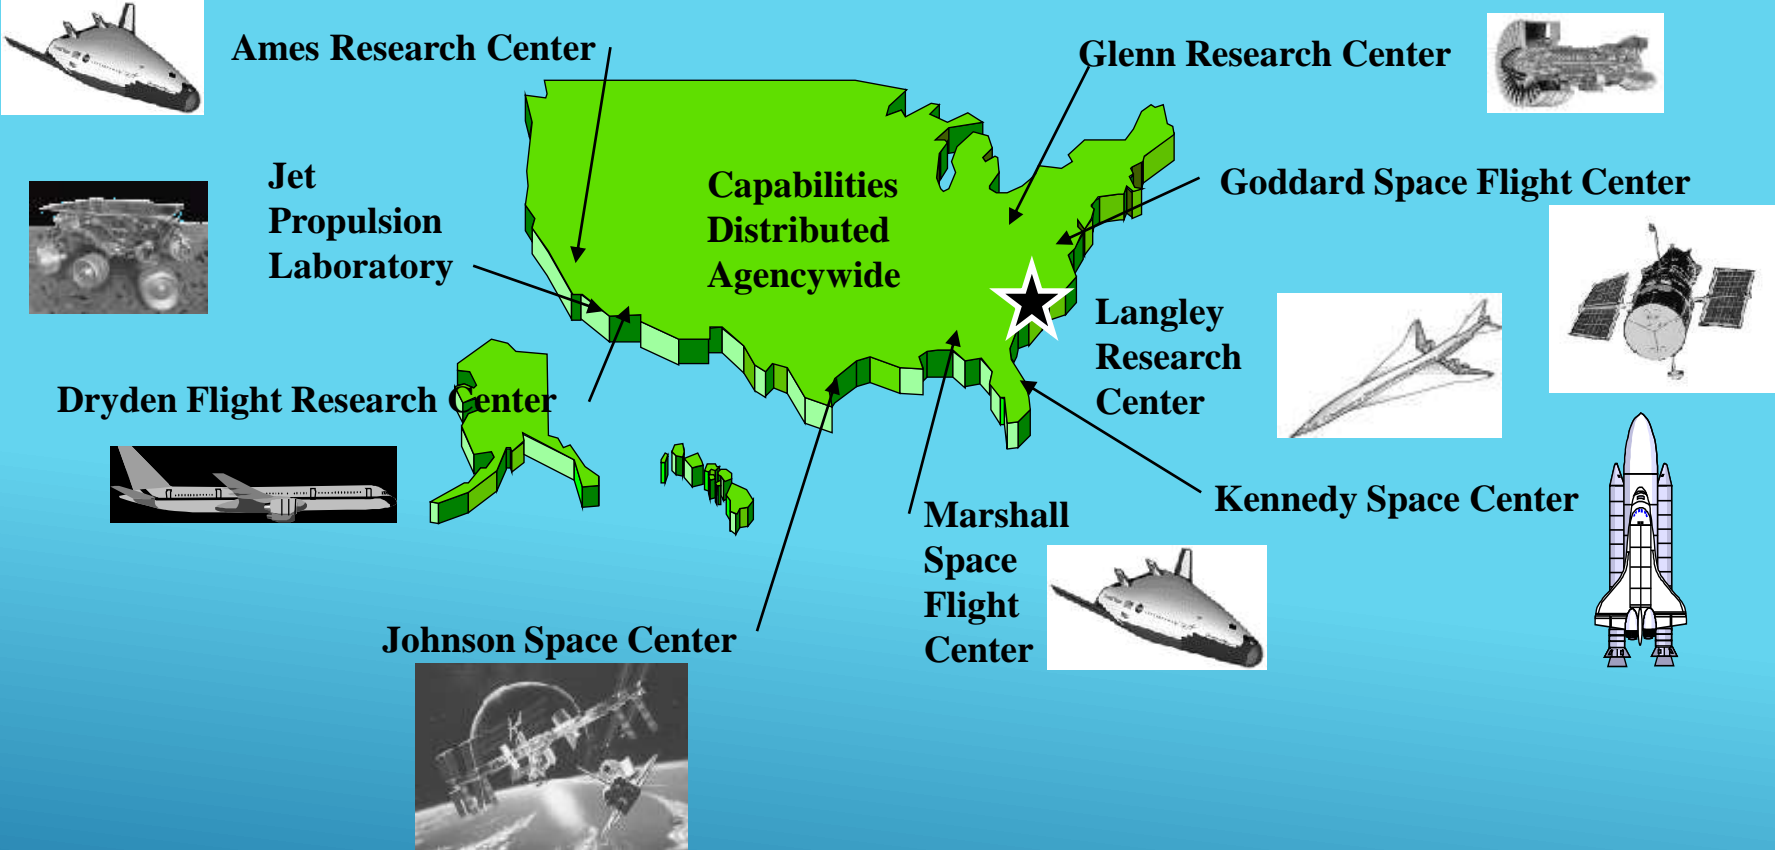 Ames Research Center
Glenn Research Center
Jet
Propulsion
Laboratory
Capabilities
Distributed
Agencywide
Goddard Space Flight Center
Langley
Research
Center
Dryden Flight Research Center
Kennedy Space Center
Marshall
Space
Flight
Center
Johnson Space Center